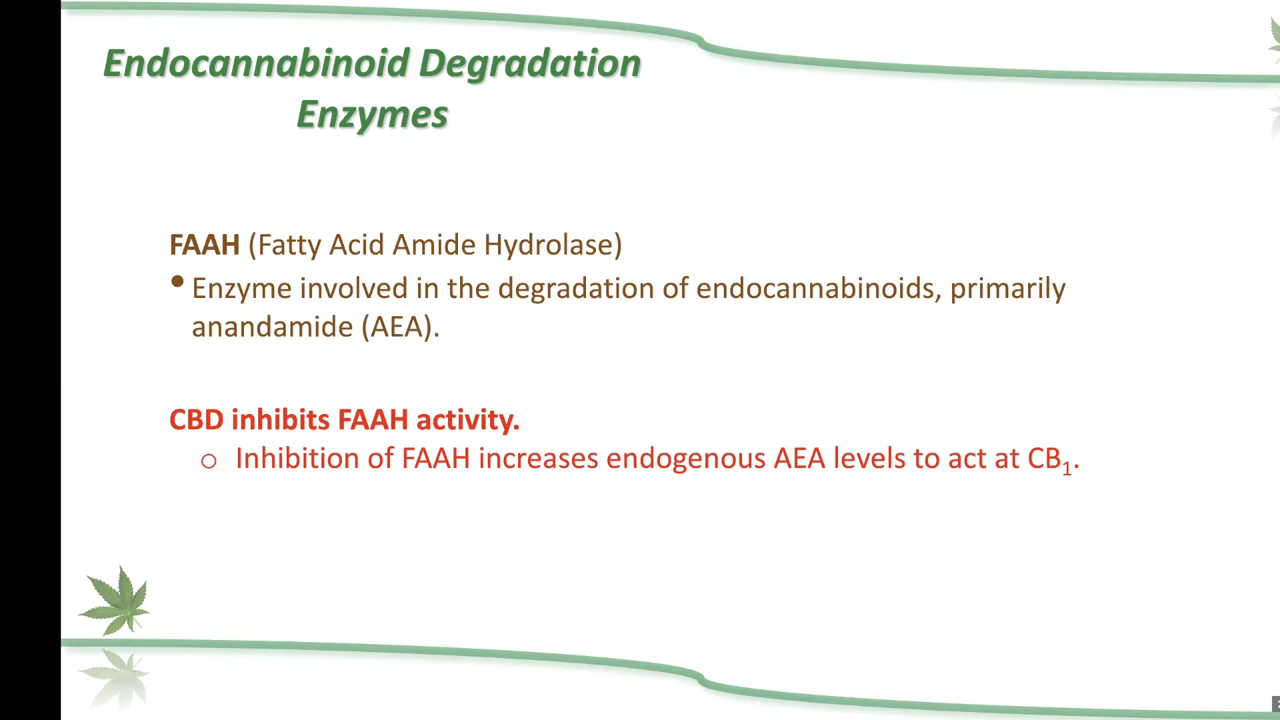 Endocannabinoid Degradation
Enzymes
FAAH (Fatty Acid Amide Hydrolase)
• Enzyme involved in the degradation of endocannabinoids, primarily
anandamide (AEA).
CBD inhibits FAAH activity.
o Inhibition of FAAH increases endogenous AEA levels to act at CB₁.